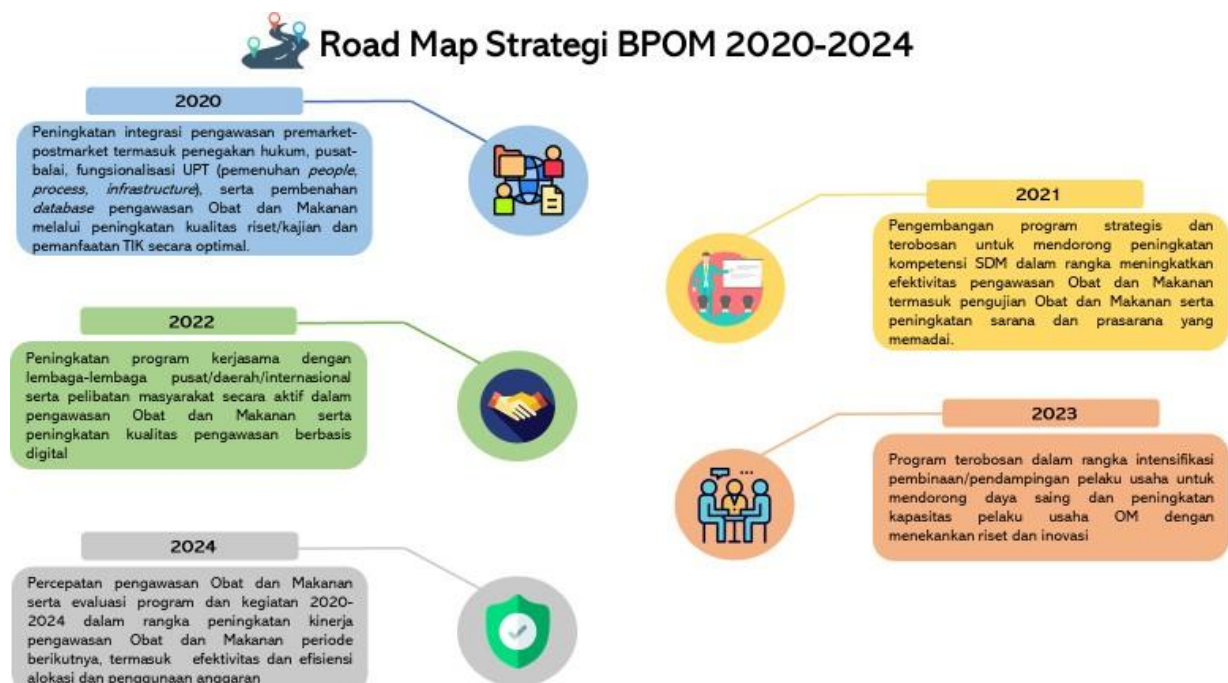 Road Map Strategi BPOM 2020-2024
2020
Peningkatan integrasi pengawasan premarket-
postmarket termasuk penegakan hukum, pusat-
balai, fungsionalisasi UPT (pemenuhan people,
process, infrastructure), serta pembenahan
database pengawasan Obat dan Makanan
melalui peningkatan kualitas riset/kajian dan
pemanfaatan TIK secara optimal.
2021
Pengembangan program strategis dan
terobosan untuk mendorong peningkatan
kompetensi SDM dalam rangka meningkatkan
efektivitas pengawasan Obat dan Makanan
termasuk pengujian Obat dan Makanan serta
peningkatan sarana dan prasarana yang
memadai.
2022
Peningkatan program kerjasama dengan
lembaga-lembaga pusat/daerah/internasional
serta pelibatan masyarakat secara aktif dalam
pengawasan Obat dan Makanan serta
peningkatan kualitas pengawasan berbasis
digital
2023
Program terobosan dalam rangka intensifikasi
pembinaan/pendampingan pelaku usaha untuk
mendorong daya saing dan peningkatan
kapasitas pelaku usaha OM dengan
menekankan riset dan inovasi
2024
Percepatan pengawasan Obat dan Makanan
serta evaluasi program dan kegiatan 2020-
2024 dalam rangka peningkatan kinerja
pengawasan Obat dan Makanan periode
berikutnya, termasuk efektivitas dan efisiensi
alokasi dan penggunaan anggaran